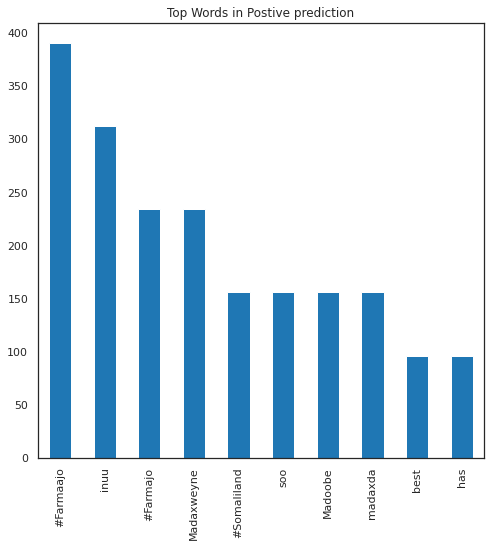 Top Words in Postive prediction
400
350
300
250
200
150
100
50
0
#Farmaajo
inuu
#Farmajo
Madaxweyne
#Somaliland
soo
Madoobe
madaxda
best
has